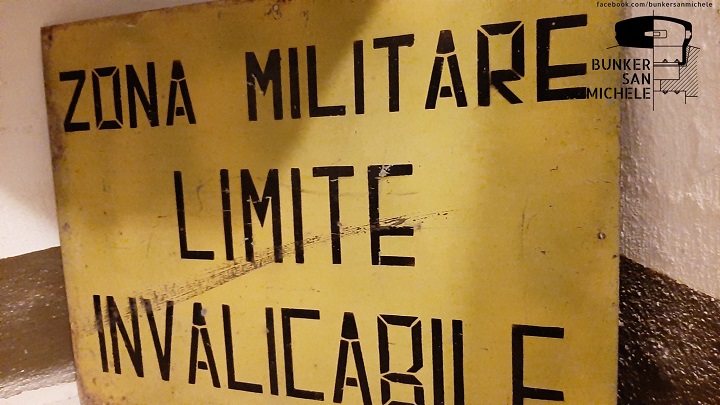 facebook.com/bunkersanmichele
BUNKER
SAN
MICHELE
ZONA MILITARE
LIMITE
INVALICABILE